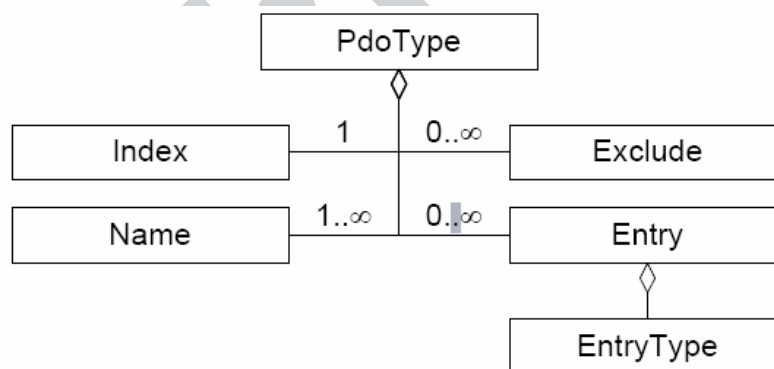 PdoType
Index 1 0..∞ Exclude
Name 1..∞ 0..∞ Entry
EntryType